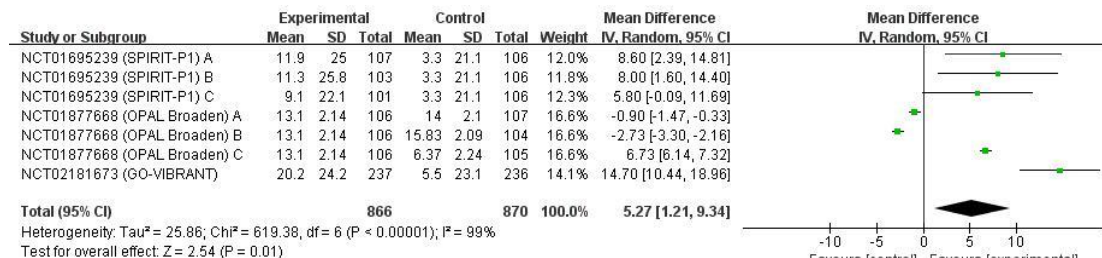 Experimental Control Mean Difference Mean Difference
Study or Subgroup Mean SD Total Mean SD Total Weight IV, Random, 95% CI IV, Random, 95% CI
NCT01695239 (SPIRIT-P1) A 11.9 25 107 3.3 21.1 106 12.0% 8.60 [2.39, 14.81]
NCT01695239 (SPIRIT-P1) B 11.3 25.8 103 3.3 21.1 106 11.8% 8.00 [1.60, 14.40]
NCT01695239 (SPIRIT-P1) C 9.1 22.1 101 3.3 21.1 106 12.3% 5.80 [-0.09, 11.69]
NCT01877668 (OPAL Broaden) A 13.1 2.14 106 14 2.1 107 16.6% -0.90 [-1.47, -0.33]
NCT01877668 (OPAL Broaden) B 13.1 2.14 106 15.83 2.09 104 16.6% -2.73 [-3.30, -2.16]
NCT01877668 (OPAL Broaden) C 13.1 2.14 106 6.37 2.24 105 16.6% 6.73 [6.14, 7.32]
NCT02181673 (GO-VIBRANT) 20.2 24.2 237 5.5 23.1 236 14.1% 14.70 [10.44, 18.96]
Total (95% CI) 866 870 100.0% 5.27 [1.21, 9.34]
Heterogeneity: Tau² = 25.86; Chi² = 619.38, df = 6 (P < 0.00001); I² = 99%
Test for overall effect: Z = 2.54 (P = 0.01)
-10 -5 0 5 10
Favours [control] Favours [experimental]